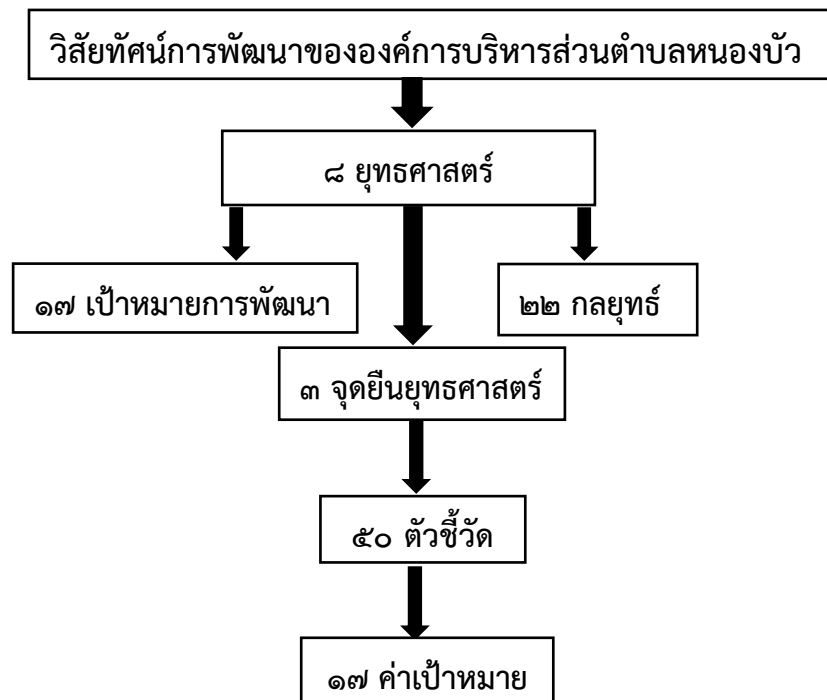 วิสัยทัศน์การพัฒนาขององค์การบริหารส่วนตำบลหนองบัว
๘ ยุทธศาสตร์
๑๗ เป้าหมายการพัฒนา
๒๒ กลยุทธ์
๓ จุดยืนยุทธศาสตร์
๕๐ ตัวชี้วัด
๑๗ ค่าเป้าหมาย